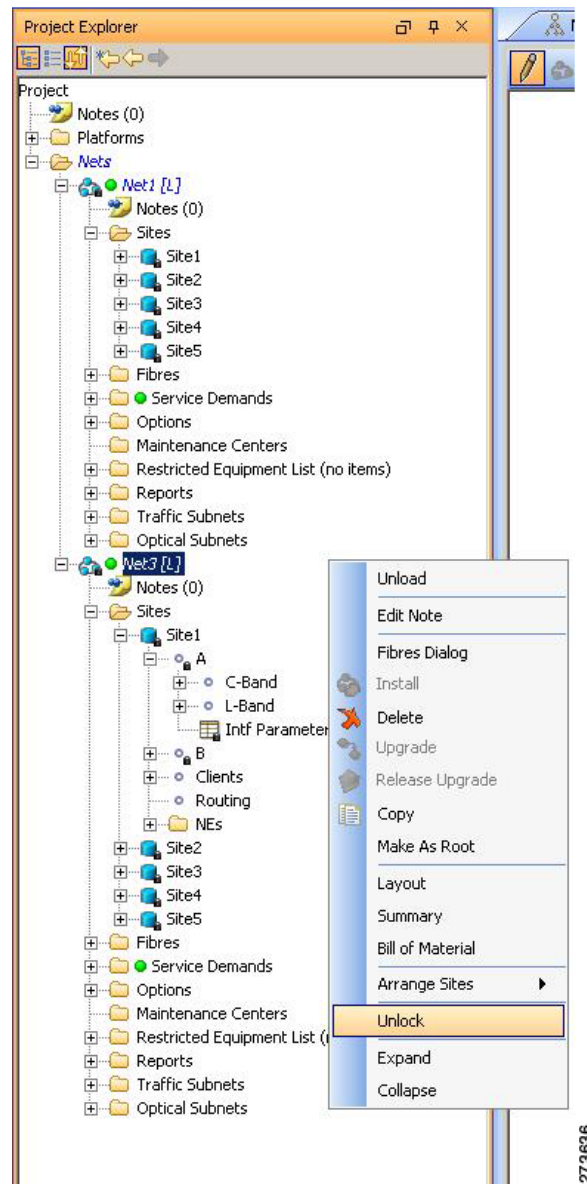 Project Explorer
Project
Notes (0)
Platforms
Nets
Net1 [L]
Notes (0)
Sites
Site1
Site2
Site3
Site4
Site5
Fibres
Service Demands
Options
Maintenance Centers
Restricted Equipment List (no items)
Reports
Traffic Subnets
Optical Subnets
Net3 [L]
Notes (0)
Sites
Site1
A
C-Band
L-Band
Intf Parameter
B
Clients
Routing
NEs
Site2
Site3
Site4
Site5
Fibres
Service Demands
Options
Maintenance Centers
Restricted Equipment List (
Reports
Traffic Subnets
Optical Subnets
Unload
Edit Note
Fibres Dialog
Install
Delete
Upgrade
Release Upgrade
Copy
Make As Root
Layout
Summary
Bill of Material
Arrange Sites
Unlock
Expand
Collapse
273636